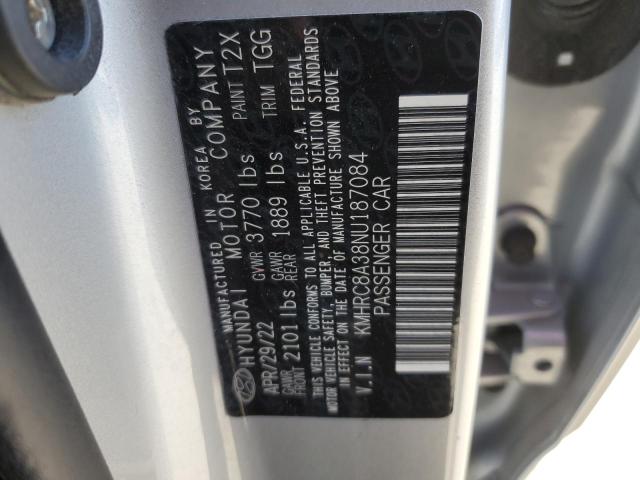 MANUFACTURED IN KOREA BY
HYUNDAI MOTOR COMPANY
APR/29/22 GVWR 3770 lbs PAINT T2X
GAWR FRONT 2101 lbs GAWR REAR 1889 lbs TRIM TGG
THIS VEHICLE CONFORMS TO ALL APPLICABLE U.S.A. FEDERAL
MOTOR VEHICLE SAFETY, BUMPER, AND THEFT PREVENTION STANDARDS
IN EFFECT ON THE DATE OF MANUFACTURE SHOWN ABOVE
V.I.N KMHRC8A38NU187084
PASSENGER CAR